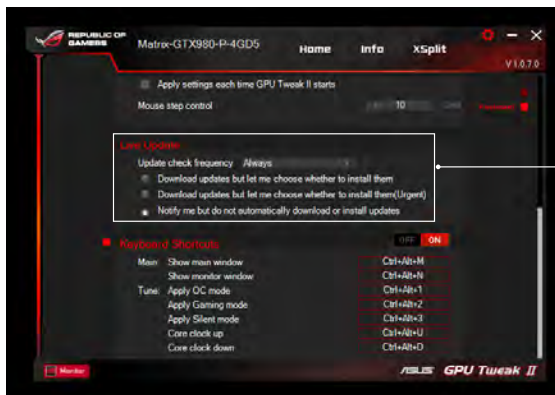 REPUBLIC OF
GAMERS
Matrix-GTX980-P-4GD5
Home
Info
XSplit
V1.0.7.0
Apply settings each time GPU Tweak II starts
Mouse step control
10
Live Update
Update check frequency Always
Download updates but let me choose whether to install them
Download updates but let me choose whether to install them(Urgent)
Notify me but do not automatically download or install updates
Keyboard Shortcuts
OFF ON
Main: Show main window Ctrl+Alt+M
Show monitor window Ctrl+Alt+N
Tune: Apply OC mode Ctrl+Alt+1
Apply Gaming mode Ctrl+Alt+2
Apply Silent mode Ctrl+Alt+3
Core clock up Ctrl+Alt+U
Core clock down Ctrl+Alt+D
Monitor
ASUS GPU Tweak II